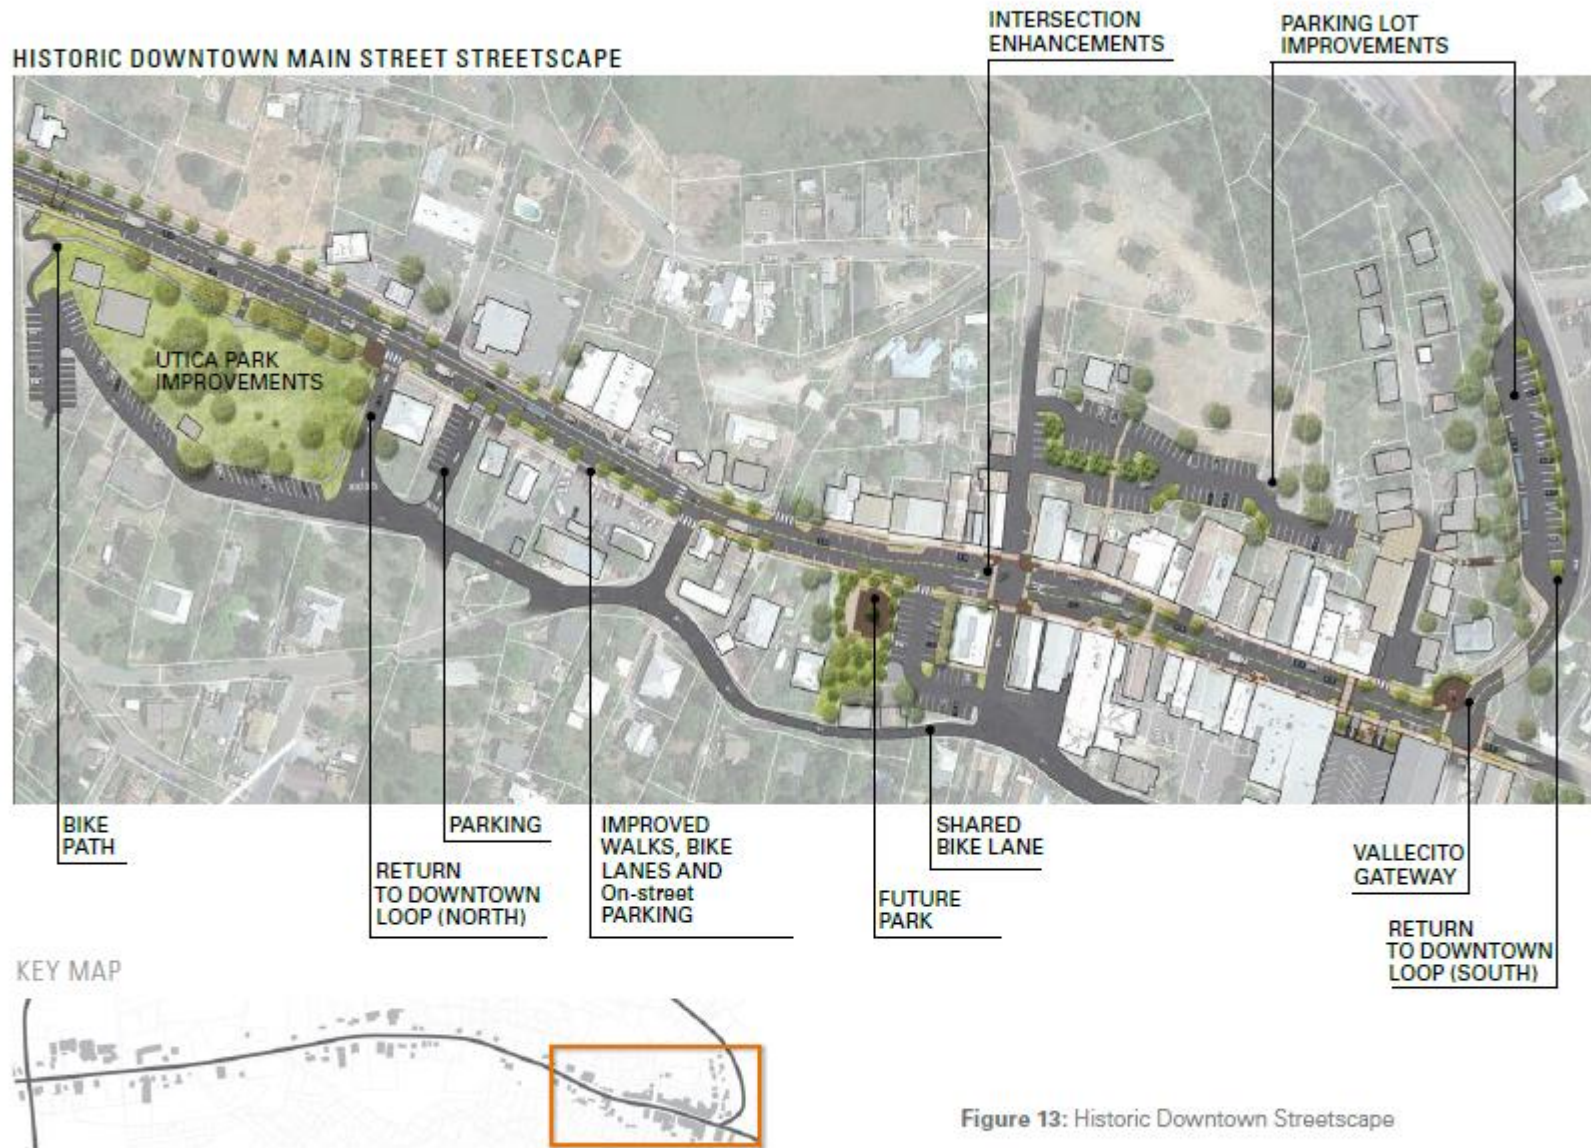 INTERSECTION
ENHANCEMENTS
PARKING LOT
IMPROVEMENTS
HISTORIC DOWNTOWN MAIN STREET STREETSCAPE
UTICA PARK
IMPROVEMENTS
BIKE
PATH
RETURN
TO DOWNTOWN
LOOP (NORTH)
PARKING
IMPROVED
WALKS, BIKE
LANES AND
On-street
PARKING
FUTURE
PARK
SHARED
BIKE LANE
VALLECITO
GATEWAY
RETURN
TO DOWNTOWN
LOOP (SOUTH)
KEY MAP
Figure 13: Historic Downtown Streetscape